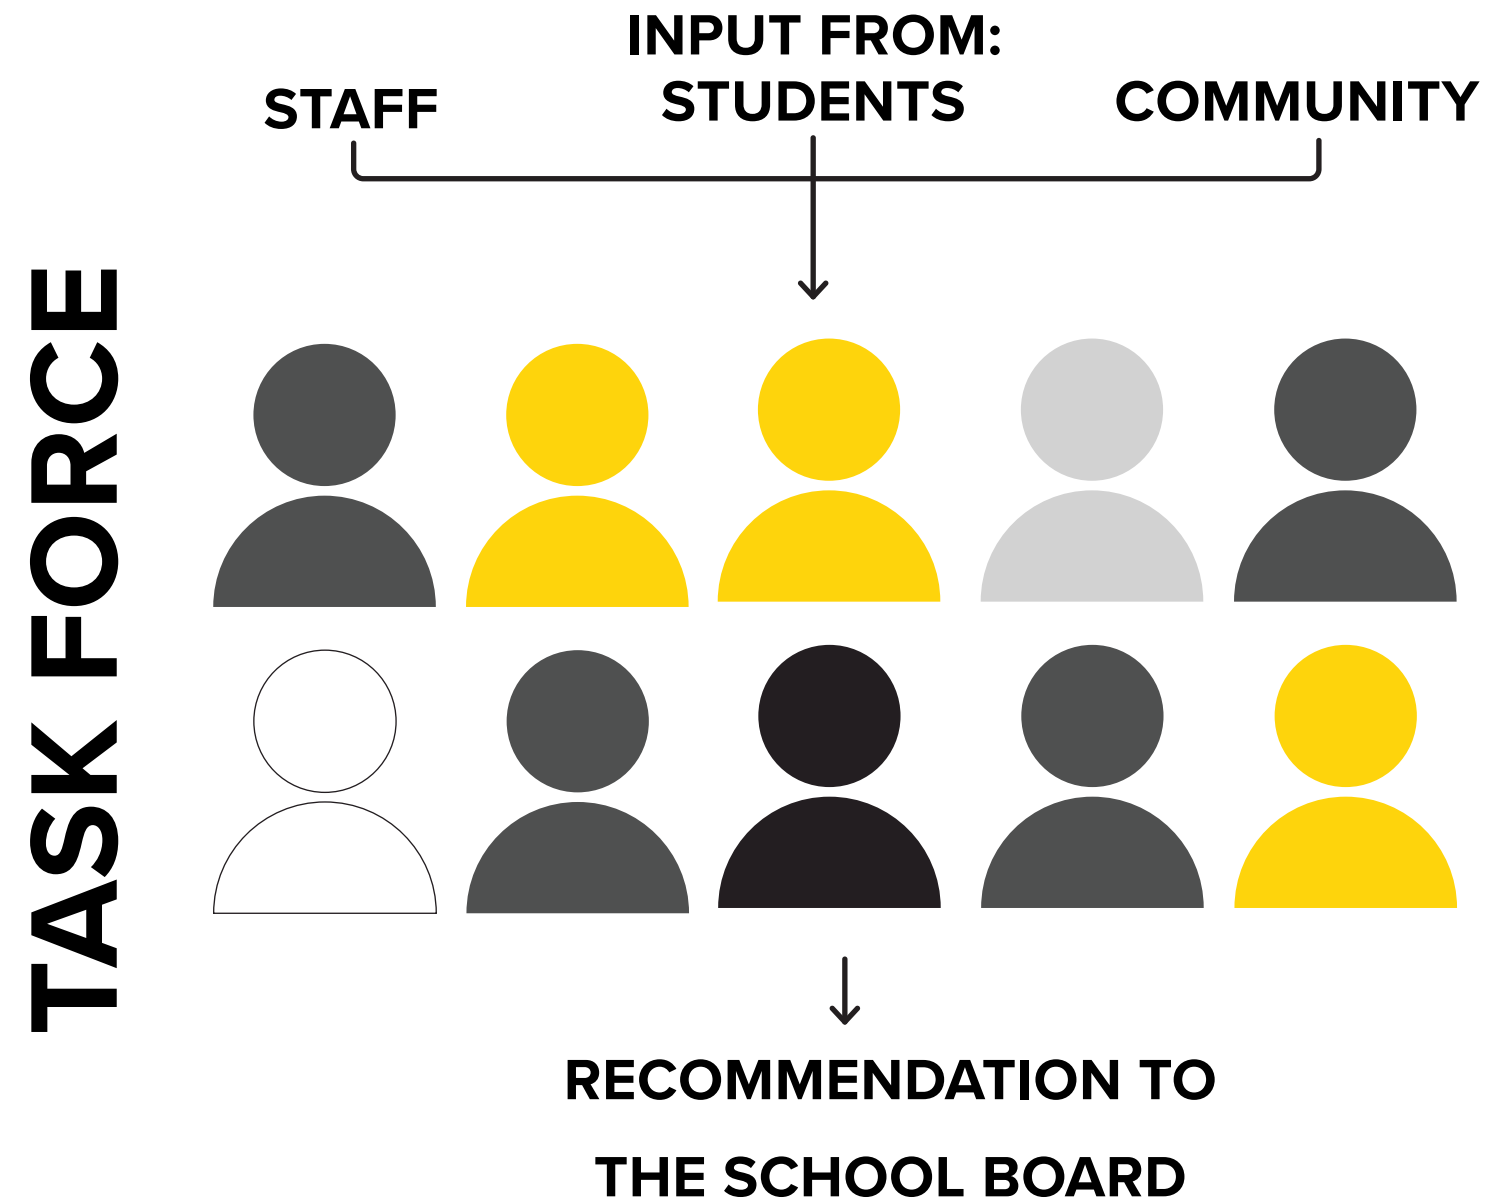 INPUT FROM:
STAFF STUDENTS COMMUNITY
TASK FORCE
RECOMMENDATION TO
THE SCHOOL BOARD